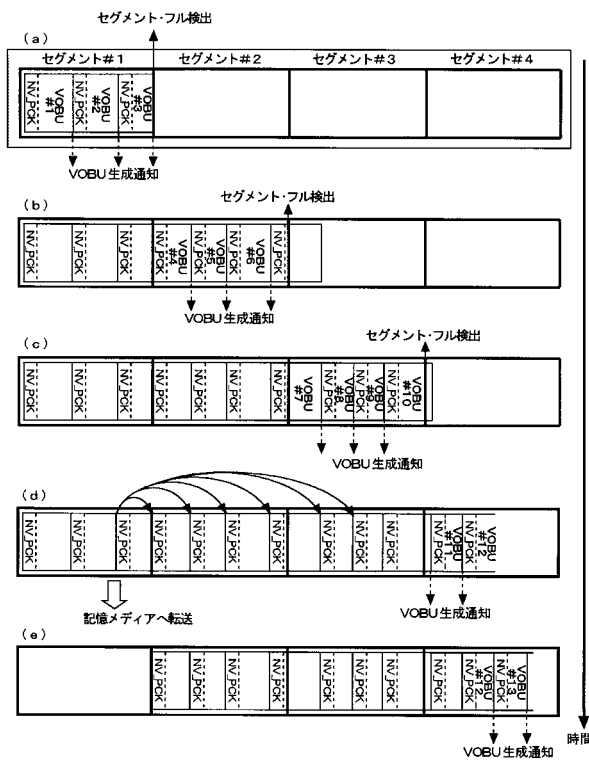 セグメント・フル検出
(a)
セグメント#1 セグメント#2 セグメント#3 セグメント#4
NV_PCK VOBU #1 NV_PCK VOBU #2 NV_PCK VOBU #3
VOBU生成通知
セグメント・フル検出
(b)
NV_PCK NV_PCK NV_PCK NV_PCK VOBU #4 NV_PCK VOBU #5 NV_PCK VOBU #6 NV_PCK
VOBU生成通知
セグメント・フル検出
(c)
NV_PCK NV_PCK NV_PCK NV_PCK NV_PCK NV_PCK NV_PCK VOBU #7 NV_PCK VOBU #8 NV_PCK VOBU #9 NV_PCK VOBU #10
VOBU生成通知
(d)
NV_PCK NV_PCK NV_PCK NV_PCK NV_PCK NV_PCK NV_PCK NV_PCK NV_PCK NV_PCK NV_PCK VOBU #11 NV_PCK VOBU #12
VOBU生成通知
記憶メディアへ転送
(e)
NV_PCK NV_PCK NV_PCK NV_PCK NV_PCK NV_PCK NV_PCK NV_PCK NV_PCK VOBU #12 NV_PCK VOBU #13
時間
VOBU生成通知